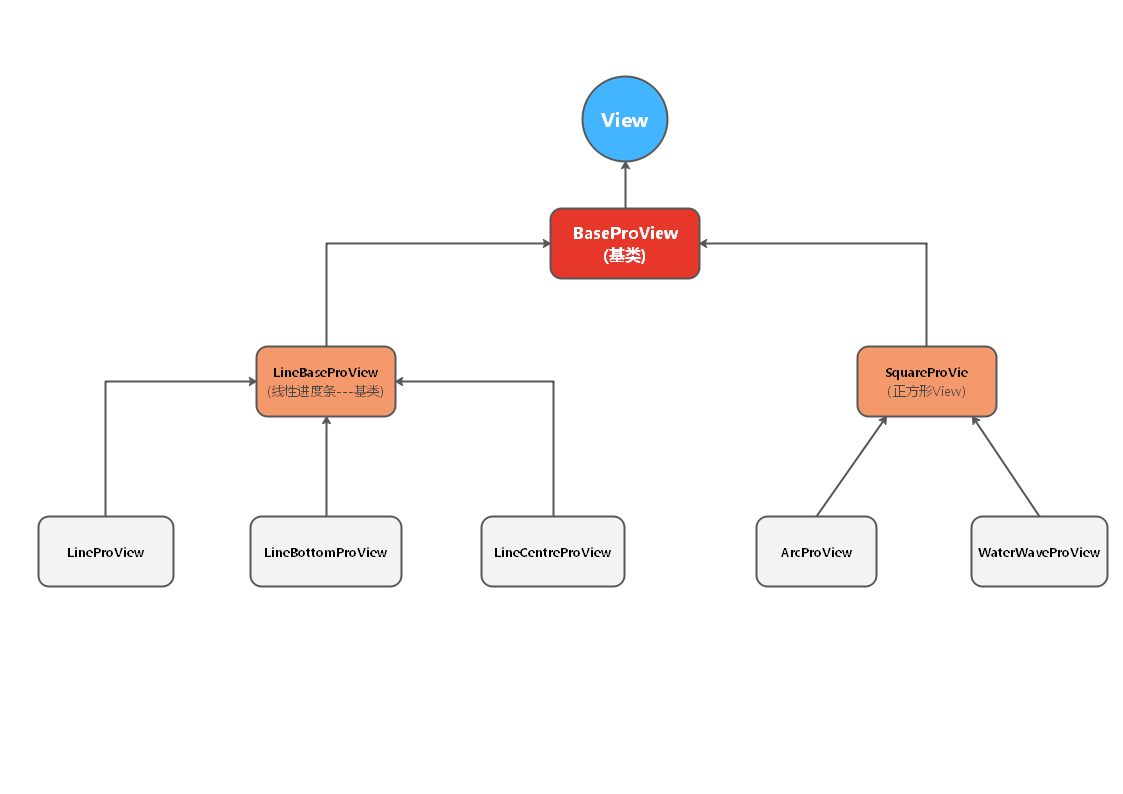 View
BaseProView
(基类)
LineBaseProView
(线性进度条---基类)
SquareProVie
(正方形View)
LineProView
LineBottomProView
LineCentreProView
ArcProView
WaterWaveProView